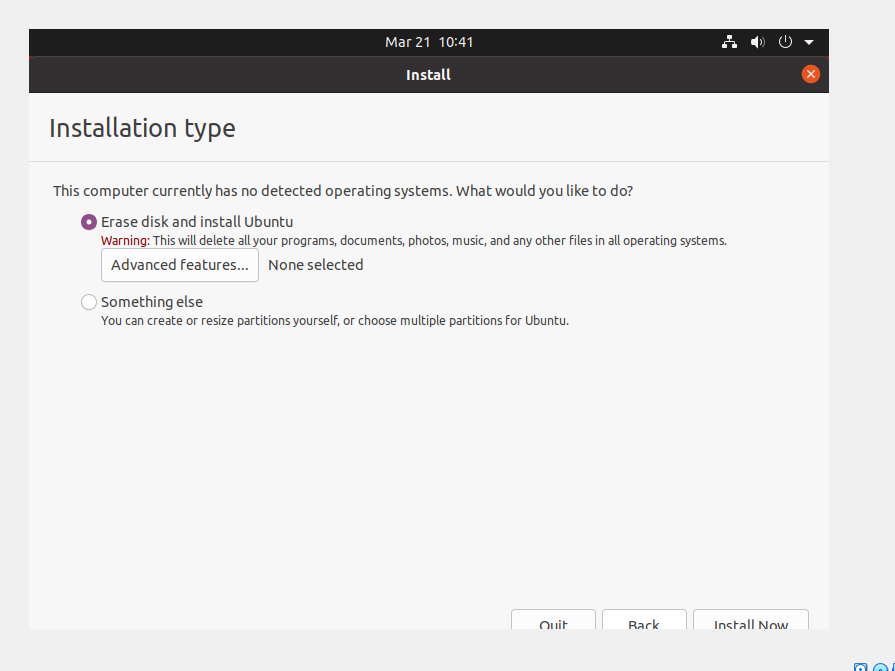 Mar 21 10:41
Install
Installation type
This computer currently has no detected operating systems. What would you like to do?
Erase disk and install Ubuntu
Warning: This will delete all your programs, documents, photos, music, and any other files in all operating systems.
Advanced features... None selected
Something else
You can create or resize partitions yourself, or choose multiple partitions for Ubuntu.
Quit Back Install Now